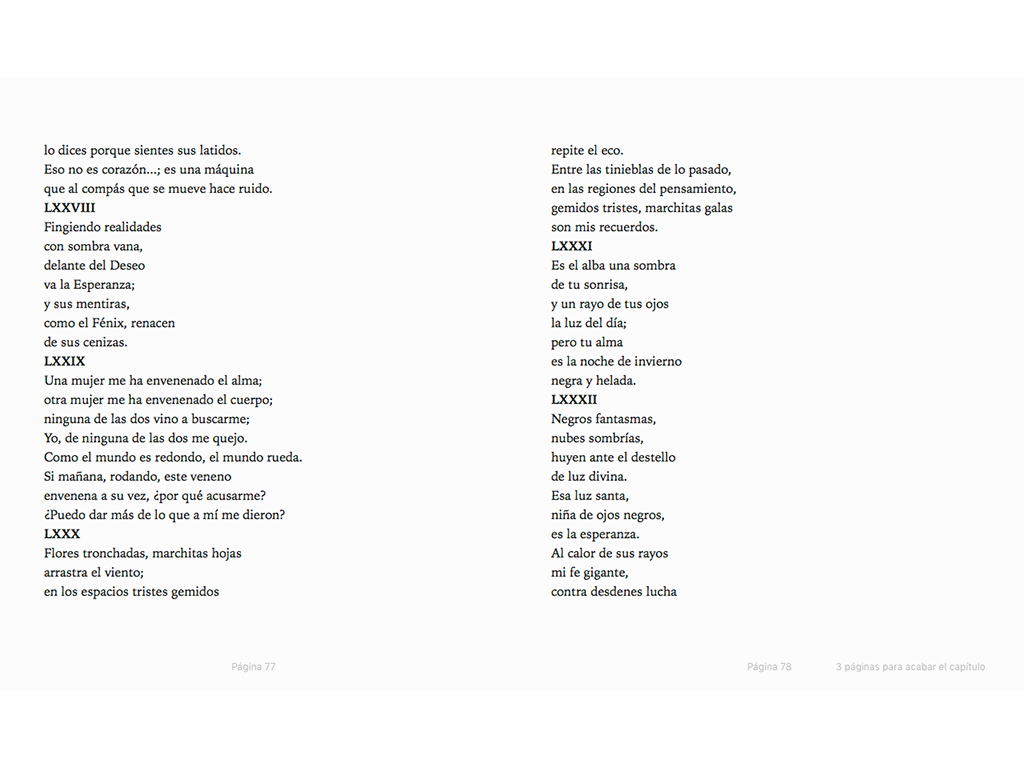 lo dices porque sientes sus latidos.
Eso no es corazón...; es una máquina
que al compás que se mueve hace ruido.
LXXVIII
Fingiendo realidades
con sombra vana,
delante del Deseo
va la Esperanza;
y sus mentiras,
como el Fénix, renacen
de sus cenizas.
LXXIX
Una mujer me ha envenenado el alma;
otra mujer me ha envenenado el cuerpo;
ninguna de las dos vino a buscarme;
Yo, de ninguna de las dos me quejo.
Como el mundo es redondo, el mundo rueda.
Si mañana, rodando, este veneno
envenena a su vez, ¿por qué acusarme?
¿Puedo dar más de lo que a mí me dieron?
LXXX
Flores tronchadas, marchitas hojas
arrastra el viento;
en los espacios tristes gemidos
Página 77
repite el eco.
Entre las tinieblas de lo pasado,
en las regiones del pensamiento,
gemidos tristes, marchitas galas
son mis recuerdos.
LXXXI
Es el alba una sombra
de tu sonrisa,
y un rayo de tus ojos
la luz del día;
pero tu alma
es la noche de invierno
negra y helada.
LXXXII
Negros fantasmas,
nubes sombrías,
huyen ante el destello
de luz divina.
Esa luz santa,
niña de ojos negros,
es la esperanza.
Al calor de sus rayos
mi fe gigante,
contra desdenes lucha
Página 78
3 páginas para acabar el capítulo